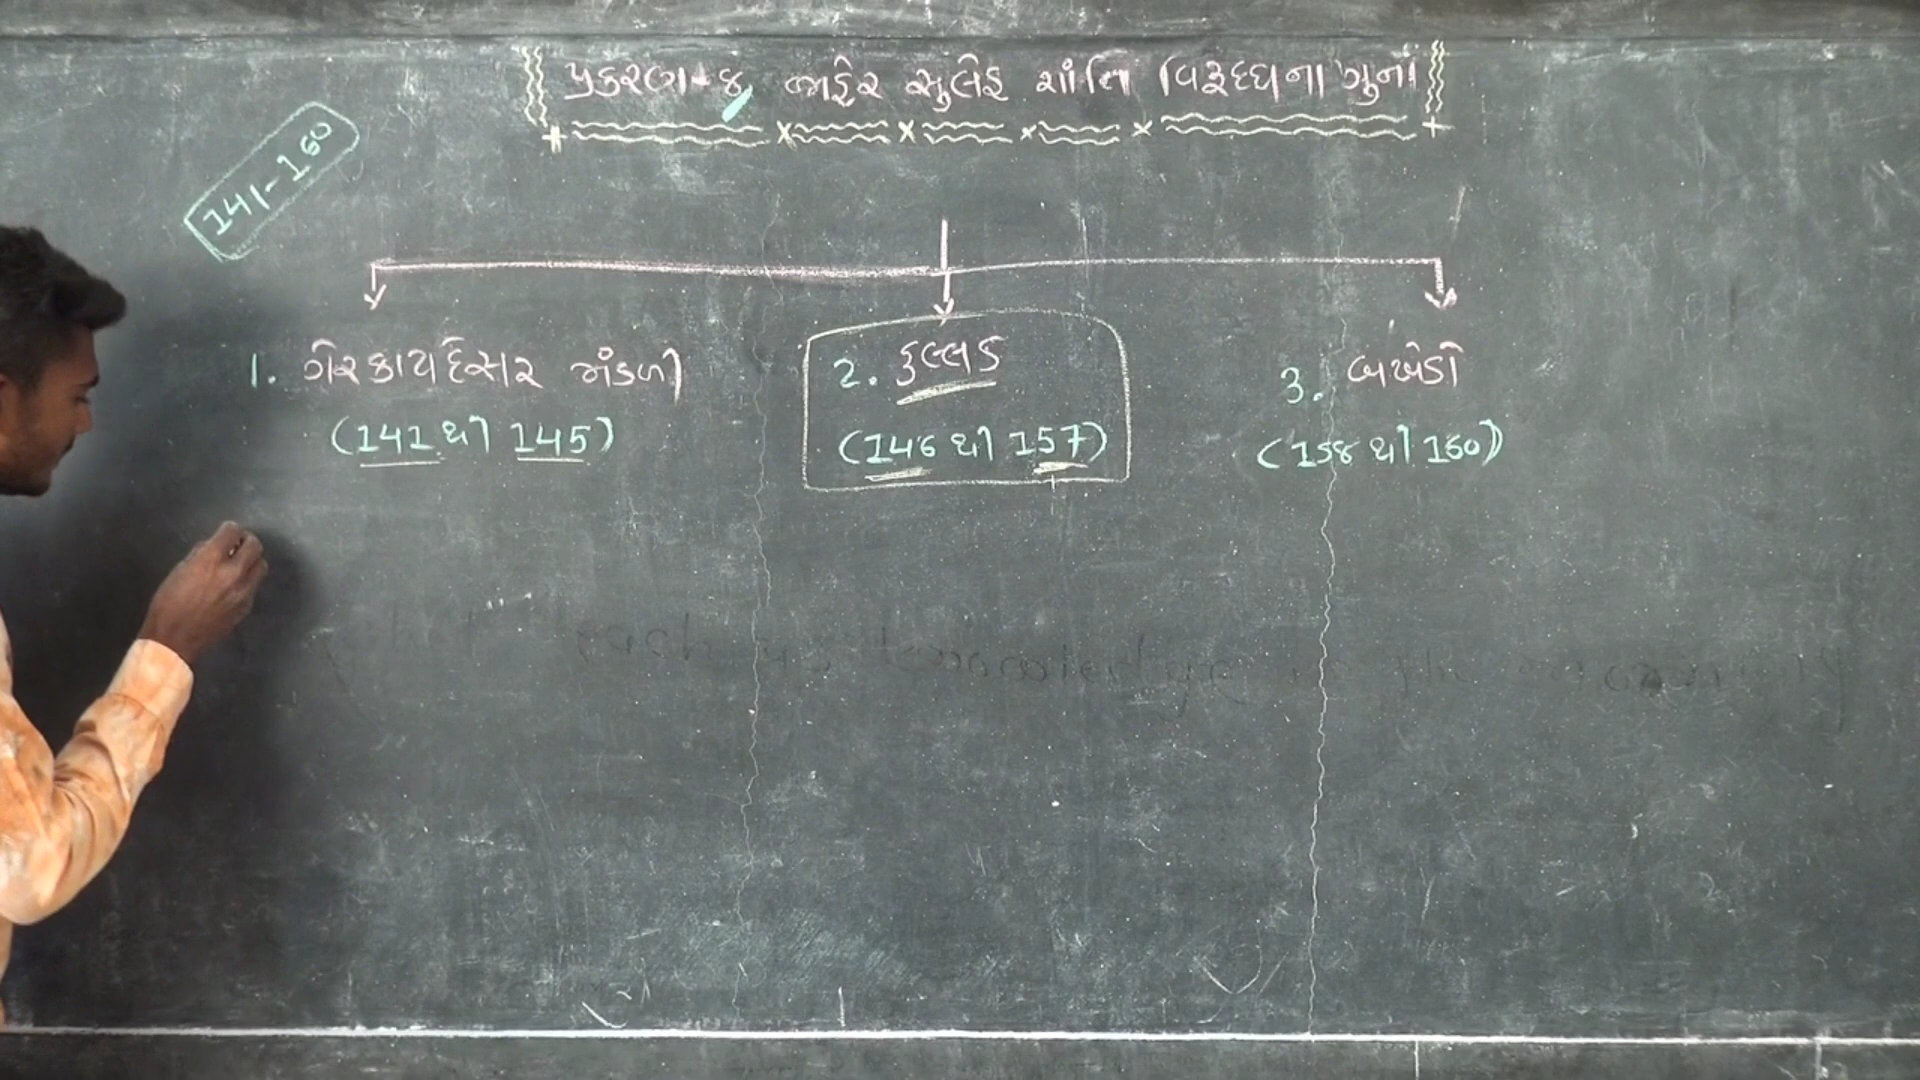 પ્રકરણ-૪ જાહેર સુલેહ શાંતિ વિરૂદ્ધના ગુના
141-160
1. ગેરકાયદેસર મંડળી
(141 થી 145)
2. હુલ્લડ
(146 થી 157)
3. બખેડો
(158 થી 160)